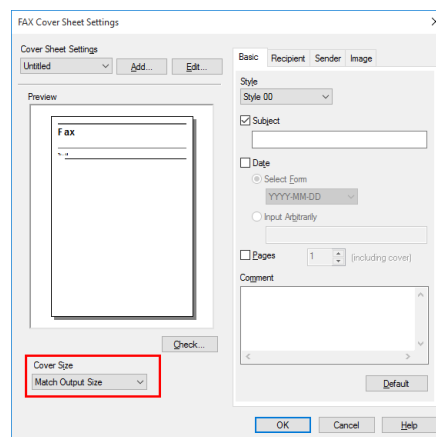 FAX Cover Sheet Settings
Cover Sheet Settings
Untitled
Add...
Edit...
Preview
Fax
Check...
Cover Size
Match Output Size
Basic
Recipient
Sender
Image
Style
Style 00
Subject
Date
Select Form
YYYY-MM-DD
Input Arbitrarily
Pages
1
(including cover)
Comment
Default
OK
Cancel
Help